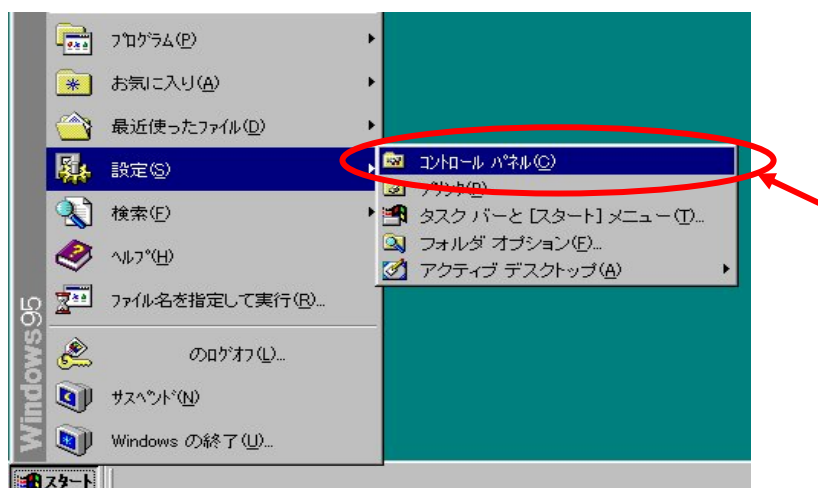 プログラム(P)
お気に入り(A)
最近使ったファイル(D)
設定(S)
検索(F)
ヘルプ(H)
ファイル名を指定して実行(R)...
のログオフ(L)...
サスペンド(N)
Windows の終了(U)...
コントロール パネル(C)
プリンタ(P)
タスク バーと [スタート] メニュー(T)...
フォルダ オプション(F)...
アクティブ デスクトップ(A)
Windows95
スタート